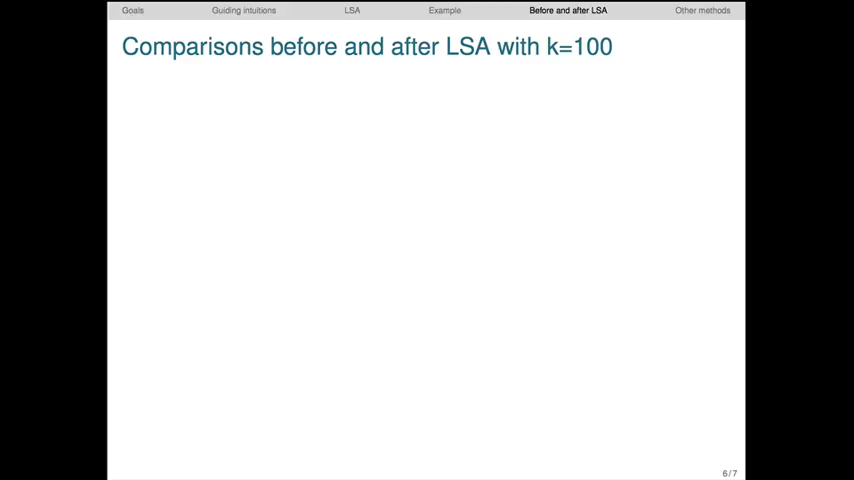 Goals Guiding intuitions LSA Example Before and after LSA Other methods
Comparisons before and after LSA with k=100
6 / 7